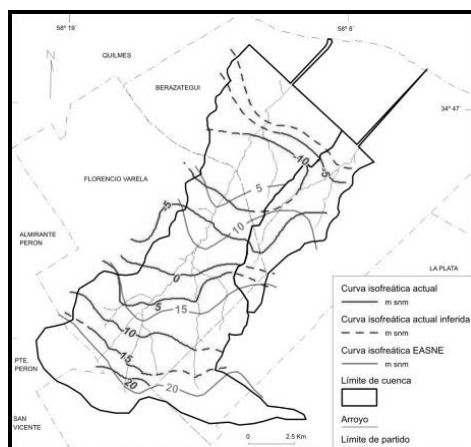 58° 19'
58° 8'
N
QUILMES
BERAZATEGUI
34° 47'
-10
-5
FLORENCIO VARELA
5
-5
10
ALMIRANTE
PERON
0
LA PLATA
5
15
10
15
PTE.
PERON
20
20
SAN
VICENTE
0 2.5 Km.
Curva isofreática actual
m snm
Curva isofreática actual inferida
m snm
Curva isofreática EASNE
m snm
Límite de cuenca
Arroyo
Límite de partido